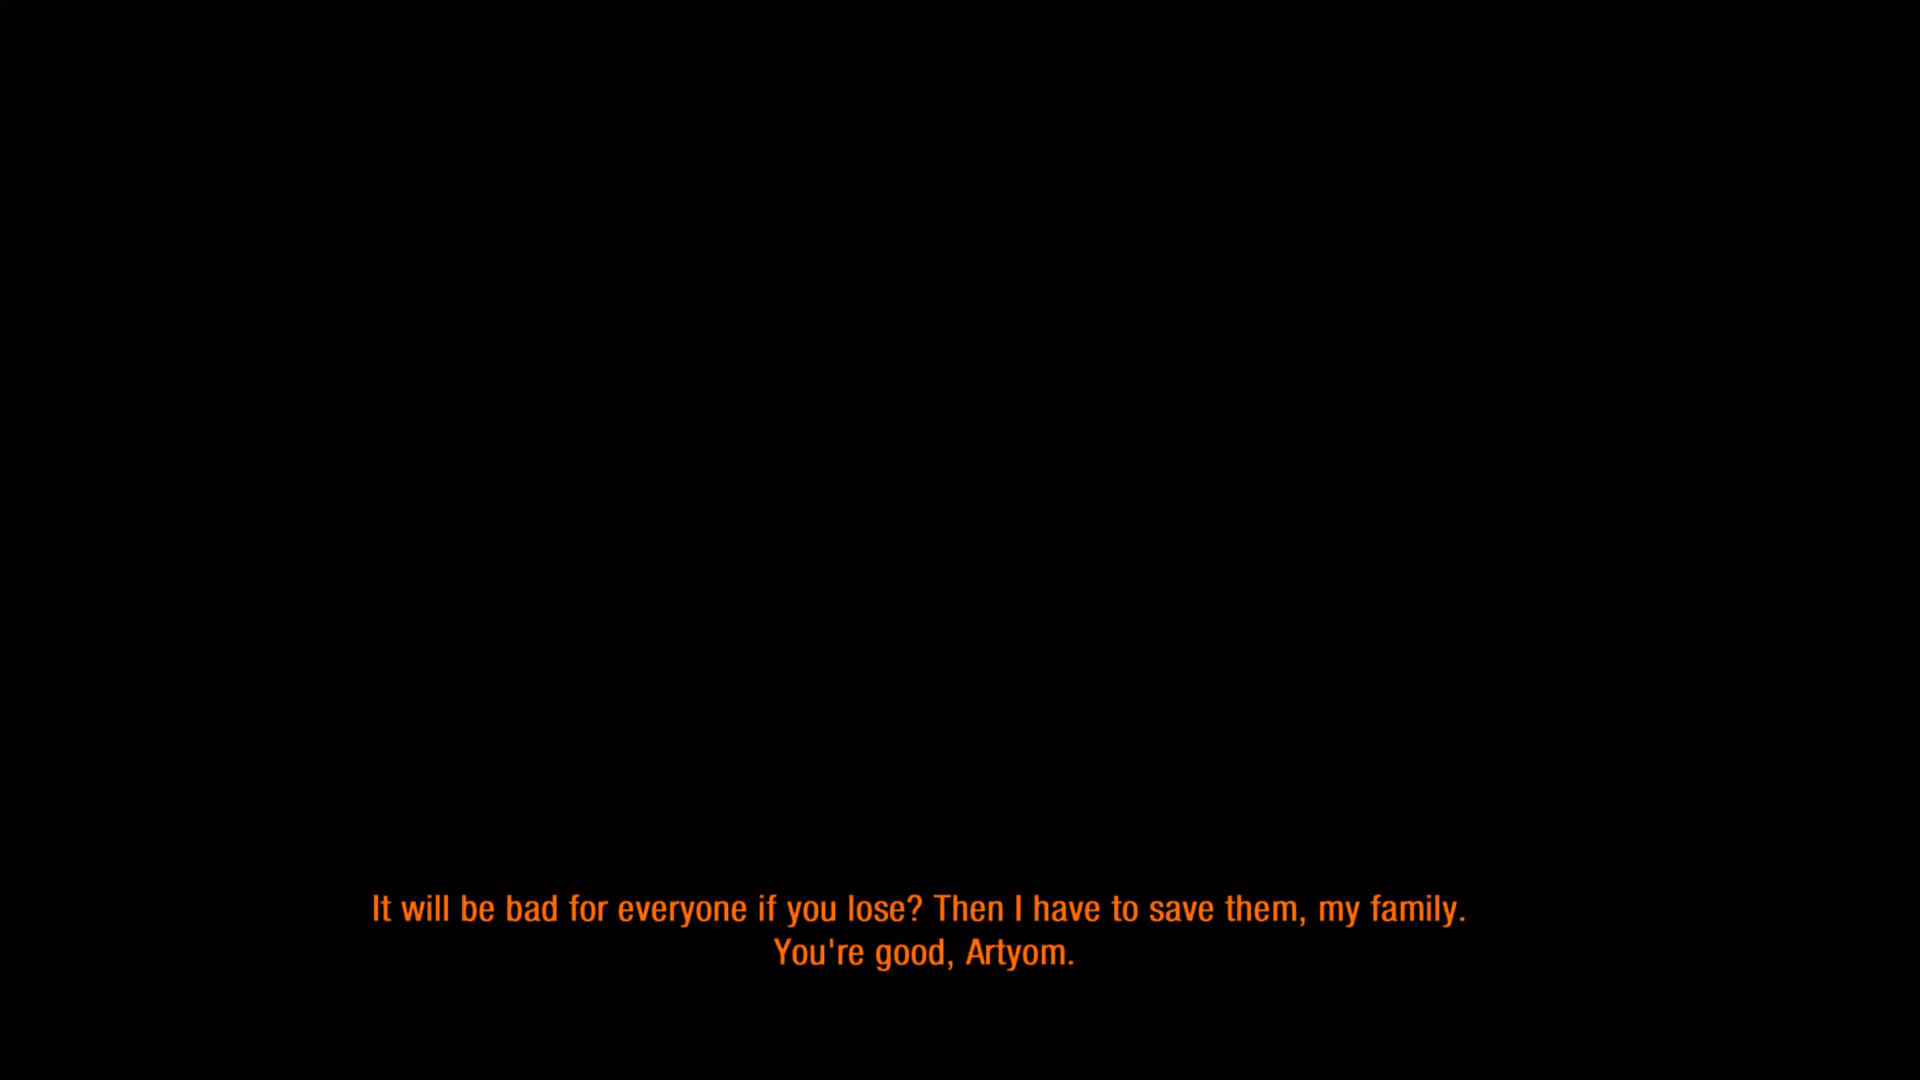 It will be bad for everyone if you lose? Then I have to save them, my family.
You're good, Artyom.